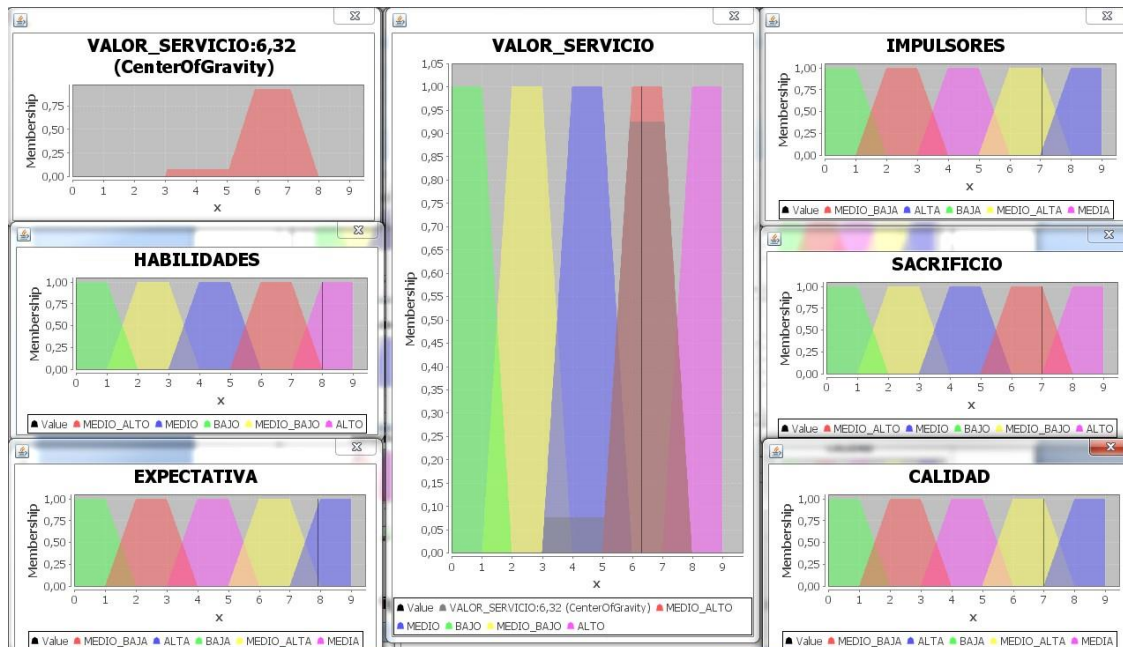 VALOR_SERVICIO:6,32
(CenterOfGravity)
Membership
0,75
0,50
0,25
0,00
0 1 2 3 4 5 6 7 8 9
x
HABILIDADES
Membership
1,00
0,75
0,50
0,25
0,00
0 1 2 3 4 5 6 7 8 9
x
Value MEDIO_ALTO MEDIO BAJO MEDIO_BAJO ALTO
EXPECTATIVA
Membership
1,00
0,75
0,50
0,25
0,00
0 1 2 3 4 5 6 7 8 9
x
Value MEDIO_BAJA ALTA BAJA MEDIO_ALTA MEDIA
VALOR_SERVICIO
Membership
1,05
1,00
0,95
0,90
0,85
0,80
0,75
0,70
0,65
0,60
0,55
0,50
0,45
0,40
0,35
0,30
0,25
0,20
0,15
0,10
0,05
0,00
0 1 2 3 4 5 6 7 8 9
x
Value VALOR_SERVICIO:6,32 (CenterOfGravity) MEDIO_ALTO
MEDIO BAJO MEDIO_BAJO ALTO
IMPULSORES
Membership
1,00
0,75
0,50
0,25
0,00
0 1 2 3 4 5 6 7 8 9
x
Value MEDIO_BAJA ALTA BAJA MEDIO_ALTA MEDIA
SACRIFICIO
Membership
1,00
0,75
0,50
0,25
0,00
0 1 2 3 4 5 6 7 8 9
x
Value MEDIO_ALTO MEDIO BAJO MEDIO_BAJO ALTO
CALIDAD
Membership
1,00
0,75
0,50
0,25
0,00
0 1 2 3 4 5 6 7 8 9
x
Value MEDIO_BAJA ALTA BAJA MEDIO_ALTA MEDIA